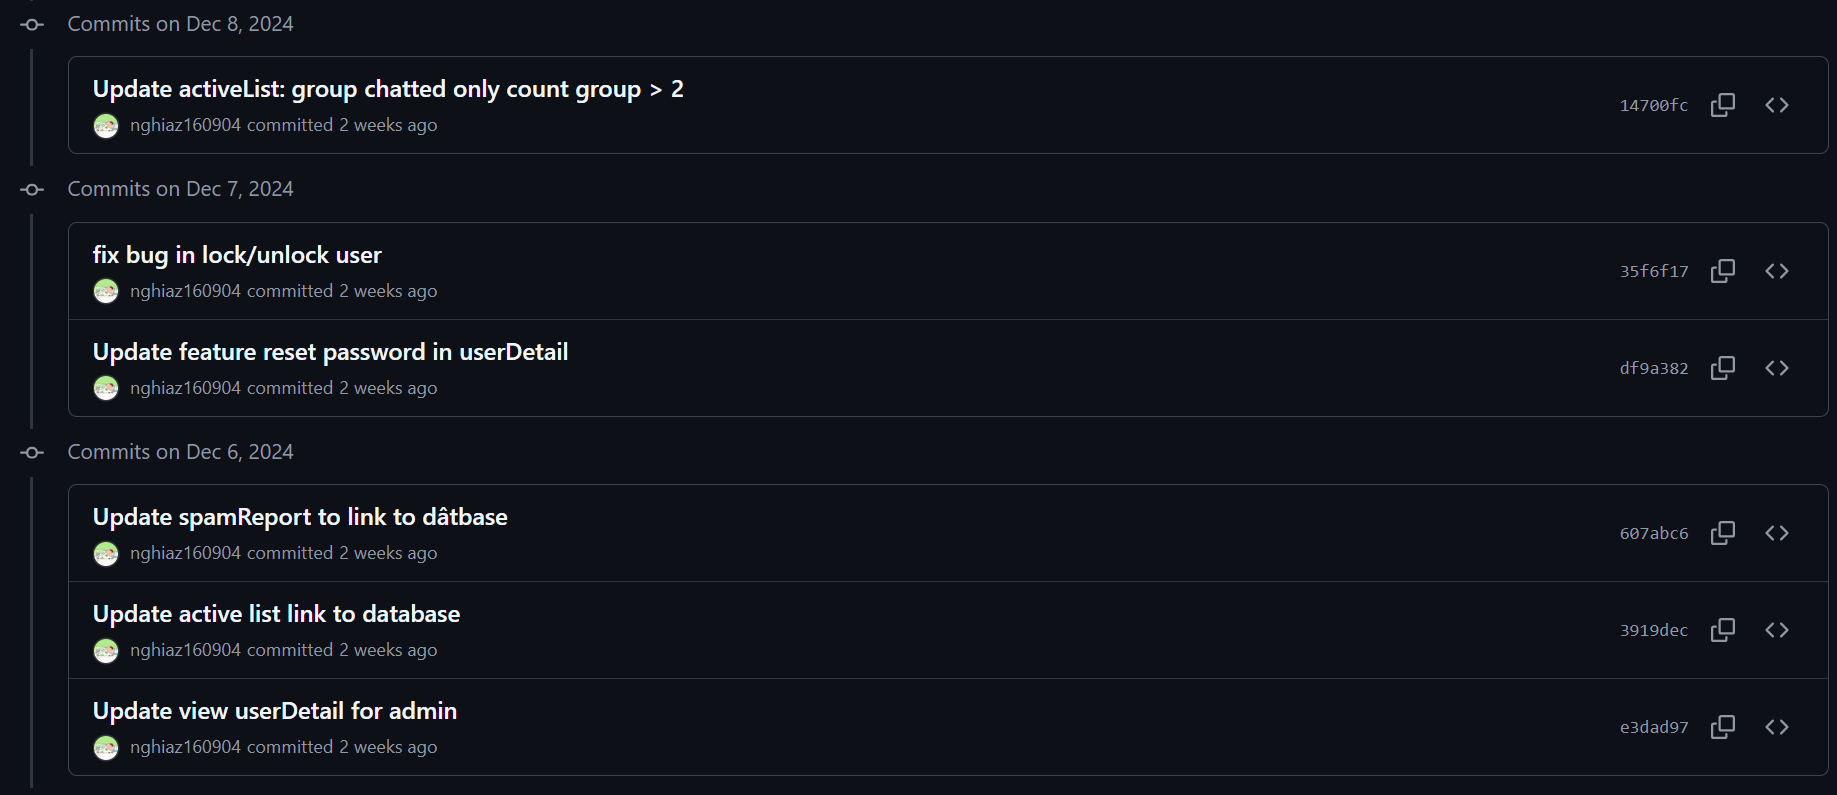 Commits on Dec 8, 2024
Update activeList: group chatted only count group > 2
nghiaz160904 committed 2 weeks ago
14700fc
Commits on Dec 7, 2024
fix bug in lock/unlock user
nghiaz160904 committed 2 weeks ago
35f6f17
Update feature reset password in userDetail
nghiaz160904 committed 2 weeks ago
df9a382
Commits on Dec 6, 2024
Update spamReport to link to dâtbase
nghiaz160904 committed 2 weeks ago
607abc6
Update active list link to database
nghiaz160904 committed 2 weeks ago
3919dec
Update view userDetail for admin
nghiaz160904 committed 2 weeks ago
e3dad97